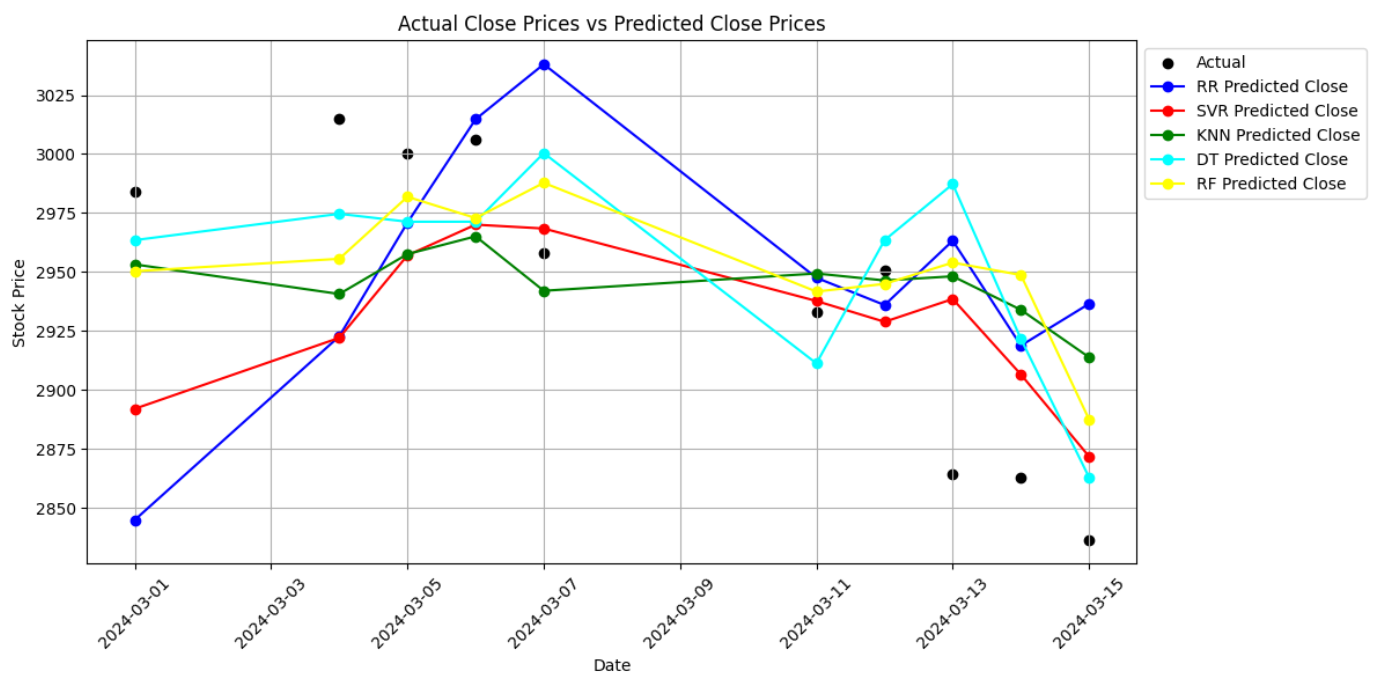 Actual Close Prices vs Predicted Close Prices
Actual
RR Predicted Close
SVR Predicted Close
KNN Predicted Close
DT Predicted Close
RF Predicted Close
Stock Price
3025
3000
2975
2950
2925
2900
2875
2850
2024-03-01
2024-03-03
2024-03-05
2024-03-07
2024-03-09
2024-03-11
2024-03-13
2024-03-15
Date